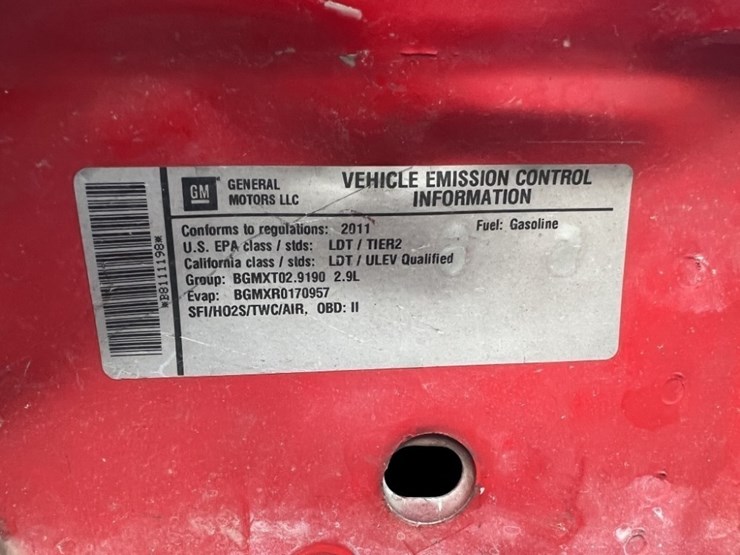 GM
GENERAL
MOTORS LLC
VEHICLE EMISSION CONTROL
INFORMATION
Conforms to regulations: 2011
Fuel: Gasoline
U.S. EPA class / stds: LDT / TIER2
California class / stds: LDT / ULEV Qualified
Group: BGMXT02.9190 2.9L
Evap: BGMXR0170957
SFI/HO2S/TWC/AIR, OBD: II
*B8111198*